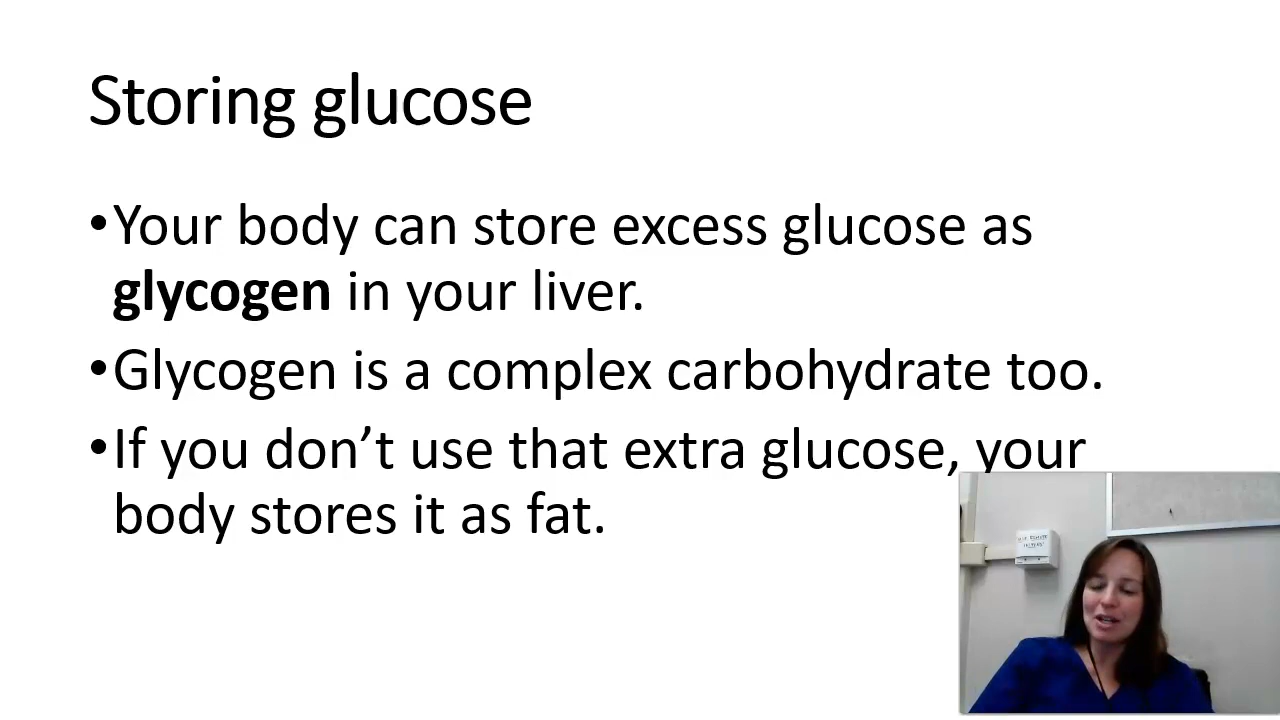 Storing glucose
•Your body can store excess glucose as
glycogen in your liver.
•Glycogen is a complex carbohydrate too.
•If you don’t use that extra glucose, your
body stores it as fat.